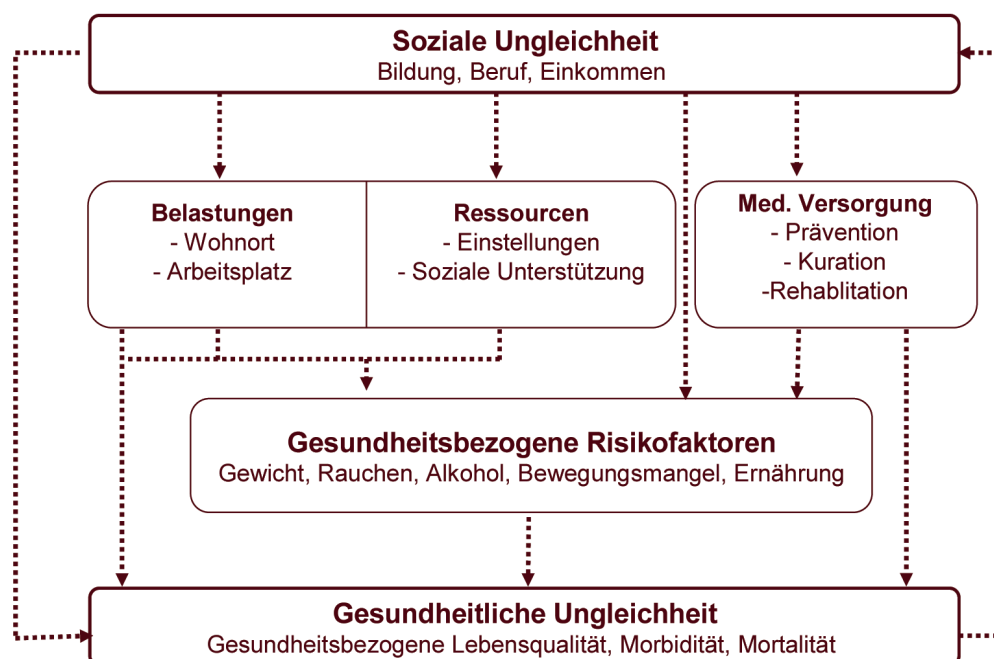 Soziale Ungleichheit
Bildung, Beruf, Einkommen
Belastungen
- Wohnort
- Arbeitsplatz
Ressourcen
- Einstellungen
- Soziale Unterstützung
Med. Versorgung
- Prävention
- Kuration
-Rehablitation
Gesundheitsbezogene Risikofaktoren
Gewicht, Rauchen, Alkohol, Bewegungsmangel, Ernährung
Gesundheitliche Ungleichheit
Gesundheitsbezogene Lebensqualität, Morbidität, Mortalität